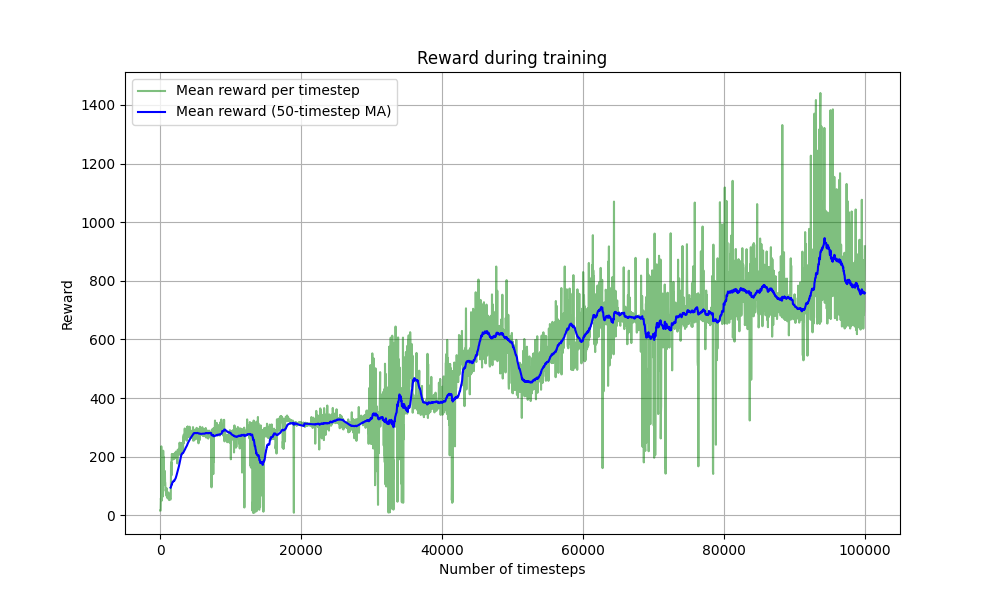 Reward during training
Mean reward per timestep
Mean reward (50-timestep MA)
Reward
1400
1200
1000
800
600
400
200
0
0 20000 40000 60000 80000 100000
Number of timesteps